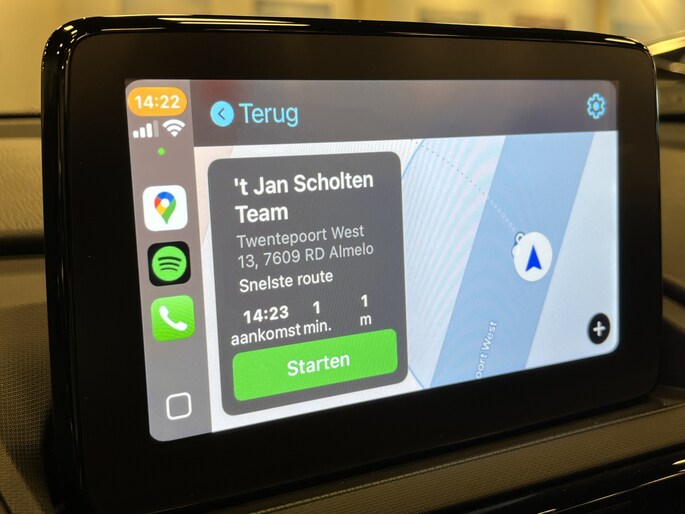 14:22
Terug
't Jan Scholten
Team
Twentepoort West
13, 7609 RD Almelo
Snelste route
14:23 1 1
aankomst min. m
Starten
oort West